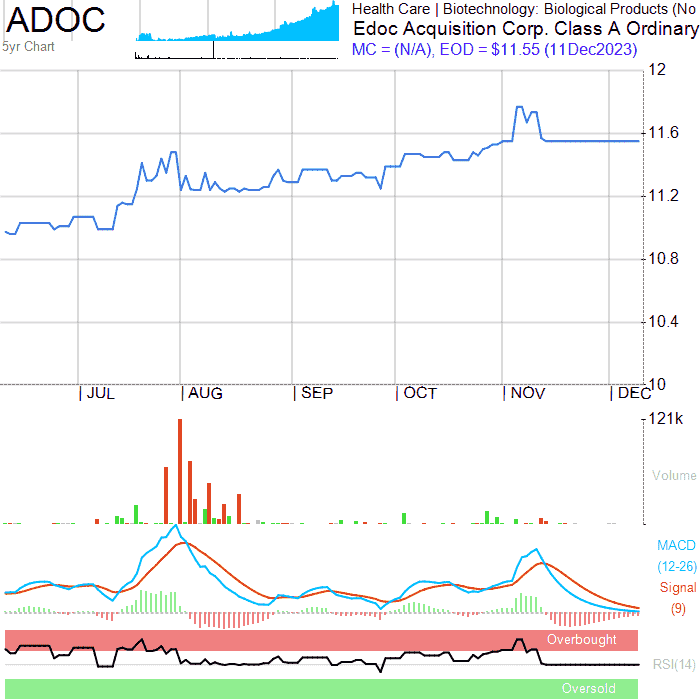 ADOC
5yr Chart
Health Care | Biotechnology: Biological Products (No
Edoc Acquisition Corp. Class A Ordinary
MC = (N/A), EOD = $11.55 (11Dec2023)
12
11.6
11.2
10.8
10.4
10
| JUL | AUG | SEP | OCT | NOV | DEC
121k
Volume
MACD
(12-26)
Signal
(9)
Overbought
RSI(14)
Oversold